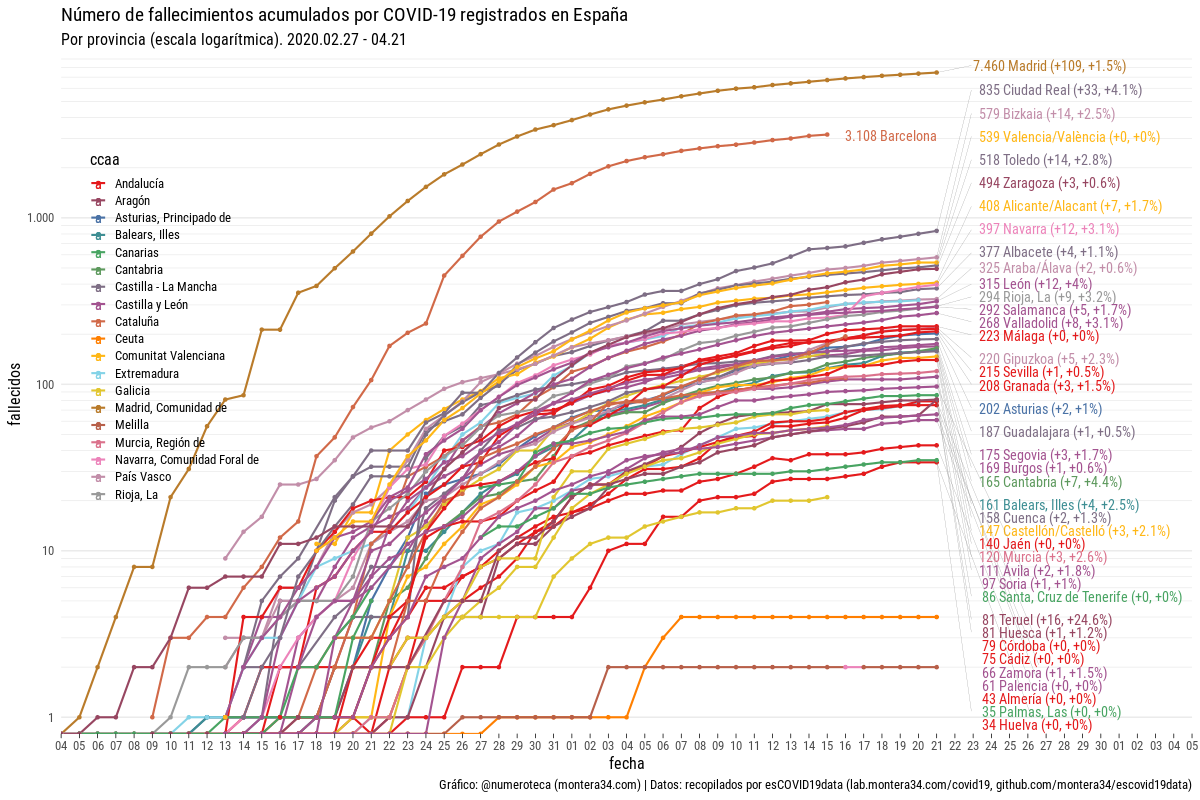 Número de fallecimientos acumulados por COVID-19 registrados en España
Por provincia (escala logarítmica). 2020.02.27 - 04.21
7.460 Madrid (+109, +1.5%)
835 Ciudad Real (+33, +4.1%)
579 Bizkaia (+14, +2.5%)
3.108 Barcelona
539 Valencia/València (+0, +0%)
518 Toledo (+14, +2.8%)
494 Zaragoza (+3, +0.6%)
408 Alicante/Alacant (+7, +1.7%)
397 Navarra (+12, +3.1%)
377 Albacete (+4, +1.1%)
325 Araba/Álava (+2, +0.6%)
315 León (+12, +4%)
294 Rioja, La (+9, +3.2%)
292 Salamanca (+5, +1.7%)
268 Valladolid (+8, +3.1%)
223 Málaga (+0, +0%)
220 Gipuzkoa (+5, +2.3%)
215 Sevilla (+1, +0.5%)
208 Granada (+3, +1.5%)
202 Asturias (+2, +1%)
187 Guadalajara (+1, +0.5%)
175 Segovia (+3, +1.7%)
169 Burgos (+1, +0.6%)
165 Cantabria (+7, +4.4%)
161 Balears, Illes (+4, +2.5%)
158 Cuenca (+2, +1.3%)
147 Castellón/Castelló (+3, +2.1%)
140 Jaén (+0, +0%)
120 Murcia (+3, +2.6%)
111 Ávila (+2, +1.8%)
97 Soria (+1, +1%)
86 Santa, Cruz de Tenerife (+0, +0%)
81 Teruel (+16, +24.6%)
81 Huesca (+1, +1.2%)
79 Córdoba (+0, +0%)
75 Cádiz (+0, +0%)
66 Zamora (+1, +1.5%)
61 Palencia (+0, +0%)
43 Almería (+0, +0%)
35 Palmas, Las (+0, +0%)
34 Huelva (+0, +0%)
ccaa
Andalucía
Aragón
Asturias, Principado de
Balears, Illes
Canarias
Cantabria
Castilla - La Mancha
Castilla y León
Cataluña
Ceuta
Comunitat Valenciana
Extremadura
Galicia
Madrid, Comunidad de
Melilla
Murcia, Región de
Navarra, Comunidad Foral de
País Vasco
Rioja, La
fallecidos
1.000
100
10
1
04 05 06 07 08 09 10 11 12 13 14 15 16 17 18 19 20 21 22 23 24 25 26 27 28 29 30 31 01 02 03 04 05 06 07 08 09 10 11 12 13 14 15 16 17 18 19 20 21 22 23 24 25 26 27 28 29 30 01 02 03 04 05
fecha
Gráfico: @numeroteca (montera34.com) | Datos: recopilados por esCOVID19data (lab.montera34.com/covid19, github.com/montera34/escovid19data)